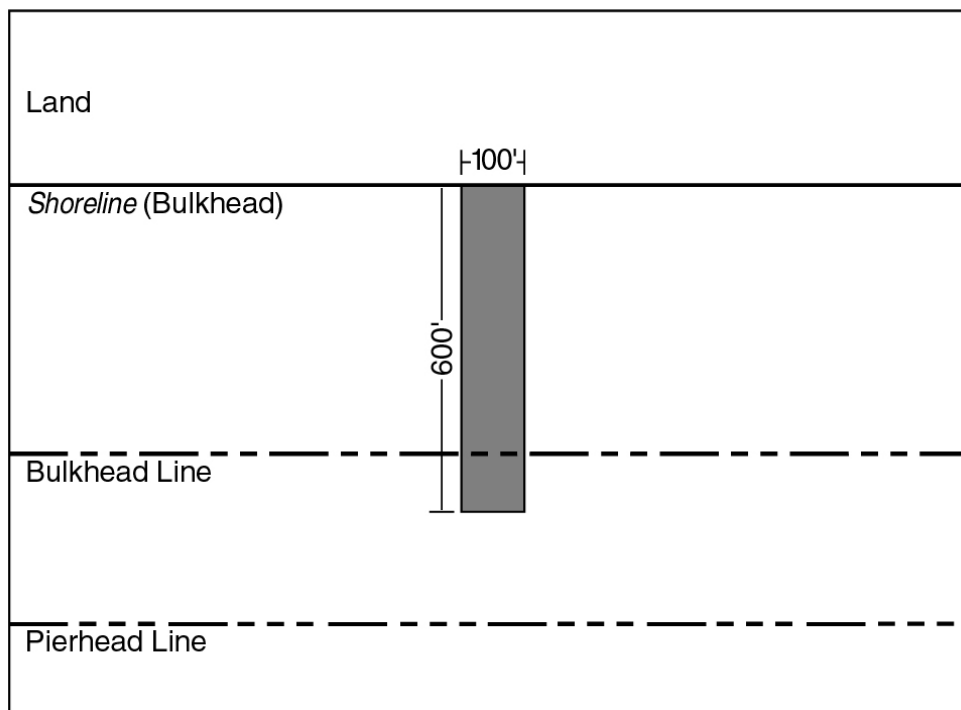 Land
100'
Shoreline (Bulkhead)
600'
Bulkhead Line
Pierhead Line